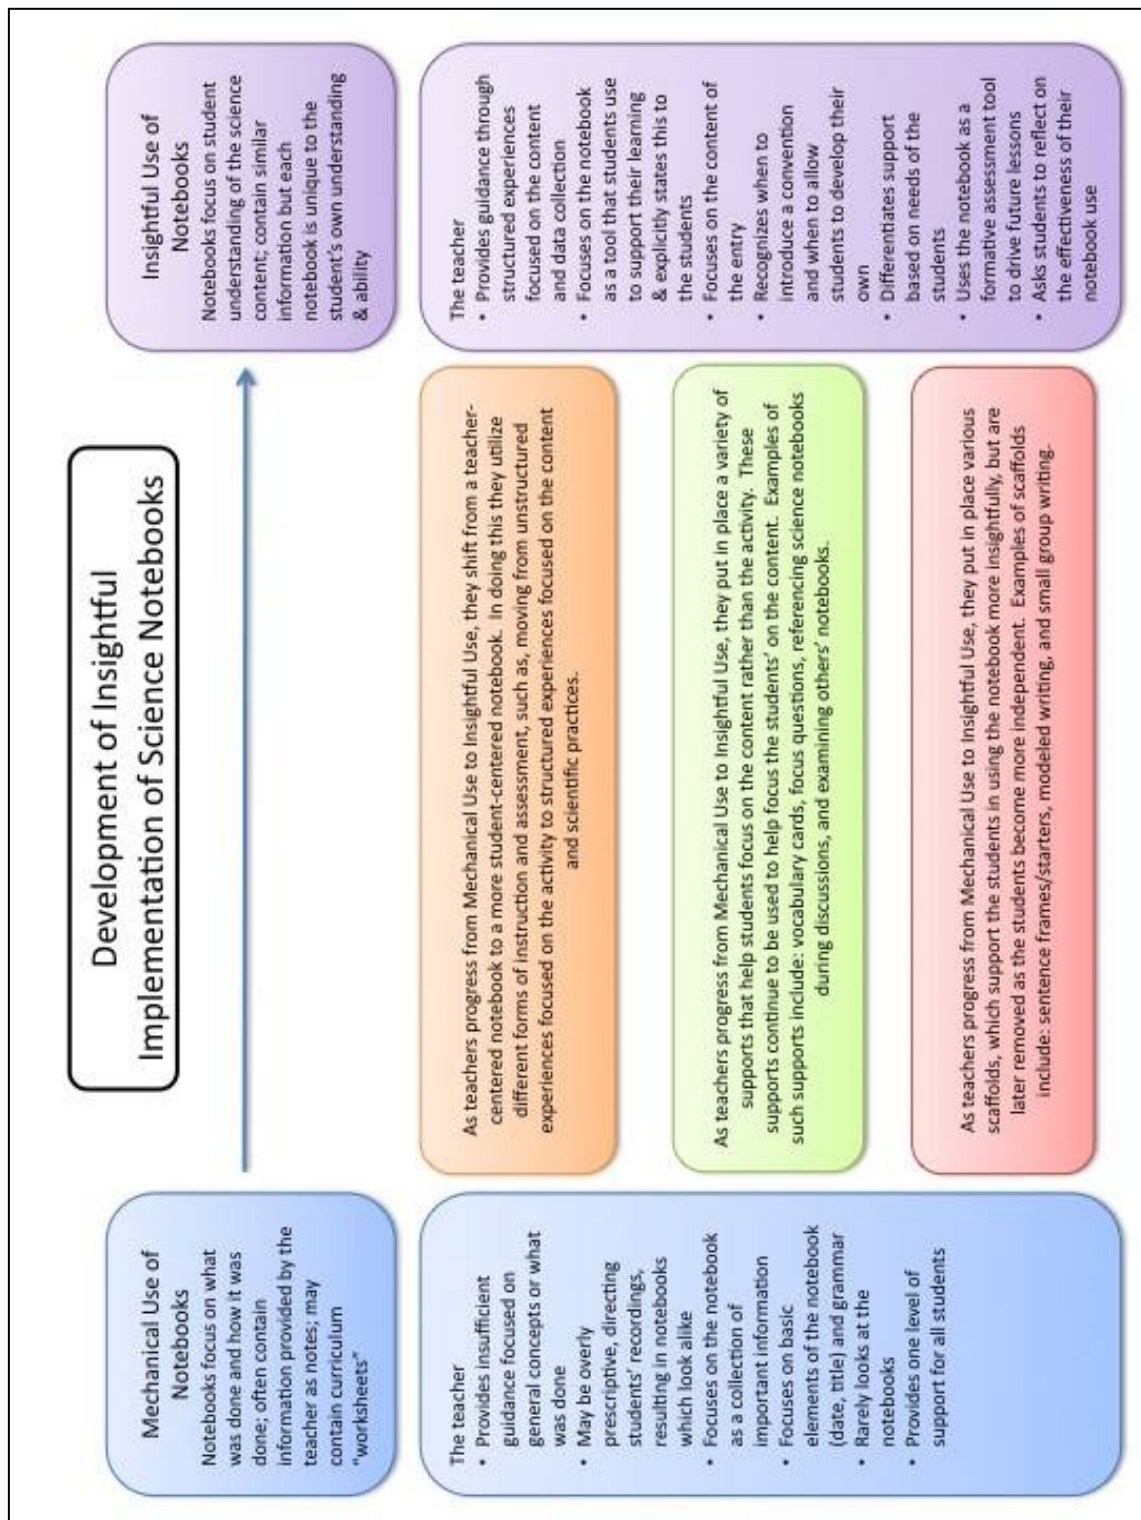 Development of Insightful
Implementation of Science Notebooks
Mechanical Use of
Notebooks
Notebooks focus on what
was done and how it was
done; often contain
information provided by the
teacher as notes; may
contain curriculum
“worksheets”
Insightful Use of
Notebooks
Notebooks focus on student
understanding of the science
content; contain similar
information but each
notebook is unique to the
student’s own understanding
& ability
The teacher
• Provides insufficient
guidance focused on
general concepts or what
was done
• May be overly
prescriptive, directing
students’ recordings,
resulting in notebooks
which look alike
• Focuses on the notebook
as a collection of
important information
• Focuses on basic
elements of the notebook
(date, title) and grammar
• Rarely looks at the
notebooks
• Provides one level of
support for all students
As teachers progress from Mechanical Use to Insightful Use, they shift from a teacher-
centered notebook to a more student-centered notebook. In doing this they utilize
different forms of instruction and assessment, such as, moving from unstructured
experiences focused on the activity to structured experiences focused on the content
and scientific practices.
As teachers progress from Mechanical Use to Insightful Use, they put in place a variety of
supports that help students focus on the content rather than the activity. These
supports continue to be used to help focus the students’ on the content. Examples of
such supports include: vocabulary cards, focus questions, referencing science notebooks
during discussions, and examining others’ notebooks.
As teachers progress from Mechanical Use to Insightful Use, they put in place various
scaffolds, which support the students in using the notebook more insightfully, but are
later removed as the students become more independent. Examples of scaffolds
include: sentence frames/starters, modeled writing, and small group writing.
The teacher
• Provides guidance through
structured experiences
focused on the content
and data collection
• Focuses on the notebook
as a tool that students use
to support their learning
& explicitly states this to
the students
• Focuses on the content of
the entry
• Recognizes when to
introduce a convention
and when to allow
students to develop their
own
• Differentiates support
based on needs of the
students
• Uses the notebook as a
formative assessment tool
to drive future lessons
• Asks students to reflect on
the effectiveness of their
notebook use